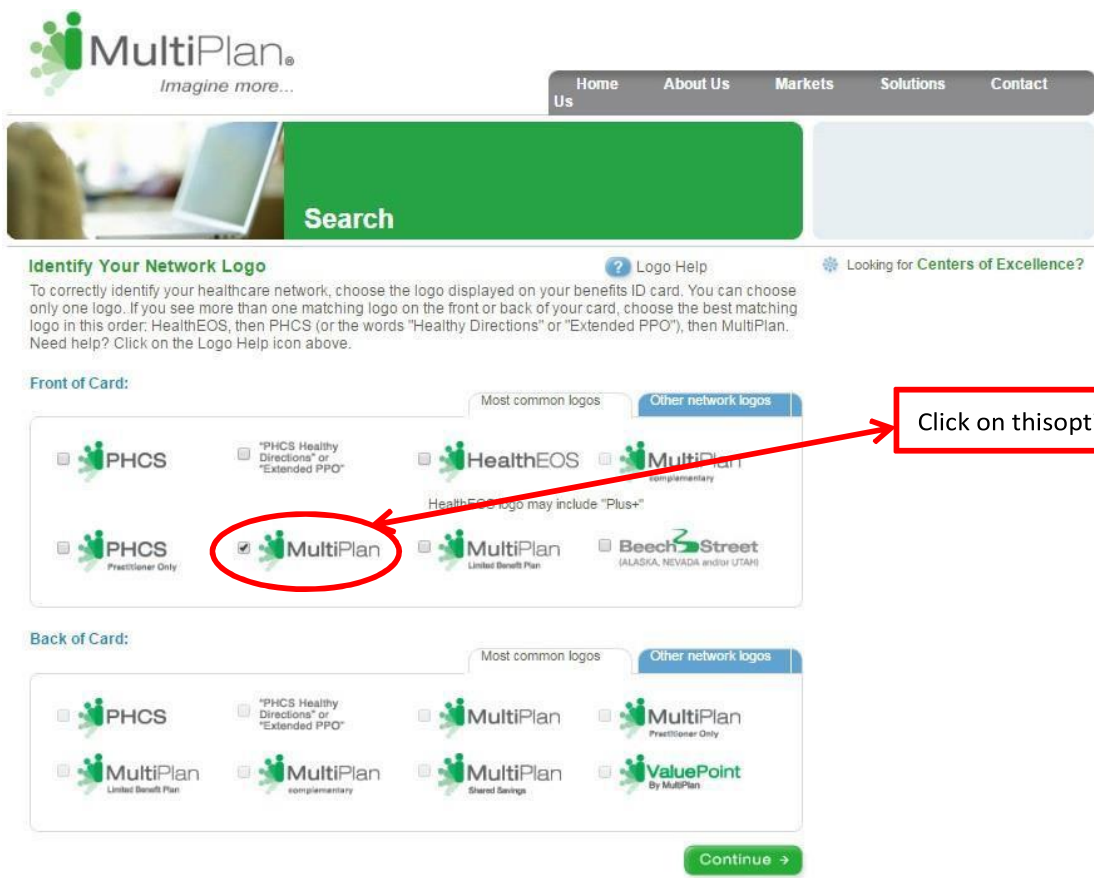 MultiPlan®
Imagine more...
Home About Us Markets Solutions Contact
Us
Search
Identify Your Network Logo
? Logo Help
Looking for Centers of Excellence?
To correctly identify your healthcare network, choose the logo displayed on your benefits ID card. You can choose
only one logo. If you see more than one matching logo on the front or back of your card, choose the best matching
logo in this order: HealthEOS, then PHCS (or the words "Healthy Directions" or "Extended PPO"), then MultiPlan.
Need help? Click on the Logo Help icon above.
Front of Card:
Most common logos
Other network logos
Click on thisopti
PHCS
"PHCS Healthy
Directions" or
"Extended PPO"
HealthEOS
MultiPlan
complementary
HealthEOS logo may include "Plus+"
PHCS
Practitioner Only
MultiPlan
MultiPlan
Limited Benefit Plan
BeechStreet
(ALASKA, NEVADA and/or UTAH)
Back of Card:
Most common logos
Other network logos
PHCS
"PHCS Healthy
Directions" or
"Extended PPO"
MultiPlan
MultiPlan
Practitioner Only
MultiPlan
Limited Benefit Plan
MultiPlan
complementary
MultiPlan
Shared Savings
ValuePoint
By MultiPlan
Continue →